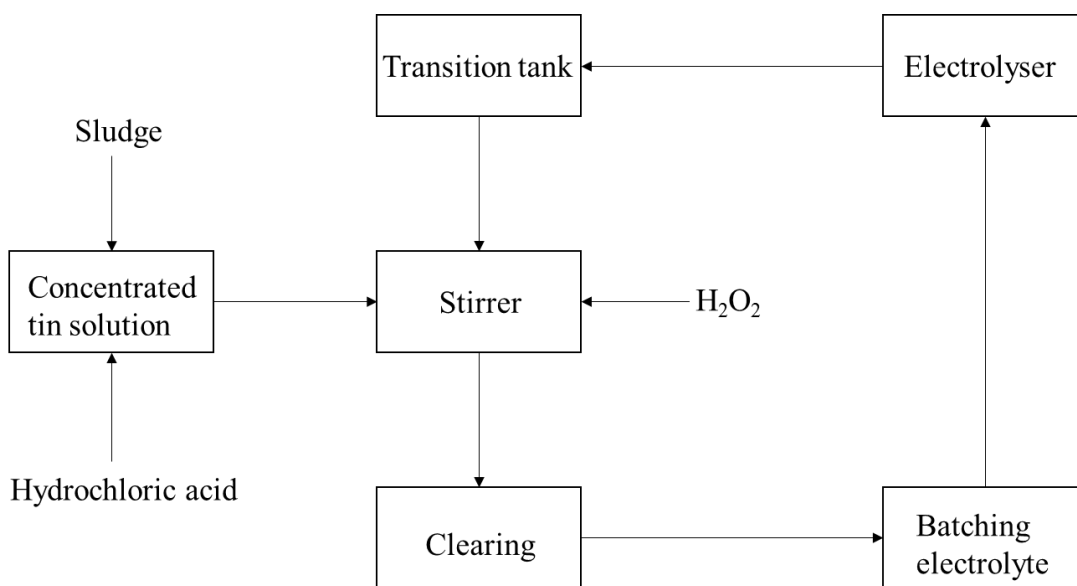 Transition tank
Electrolyser
Sludge
Concentrated
tin solution
Stirrer
H₂O₂
Hydrochloric acid
Clearing
Batching
electrolyte